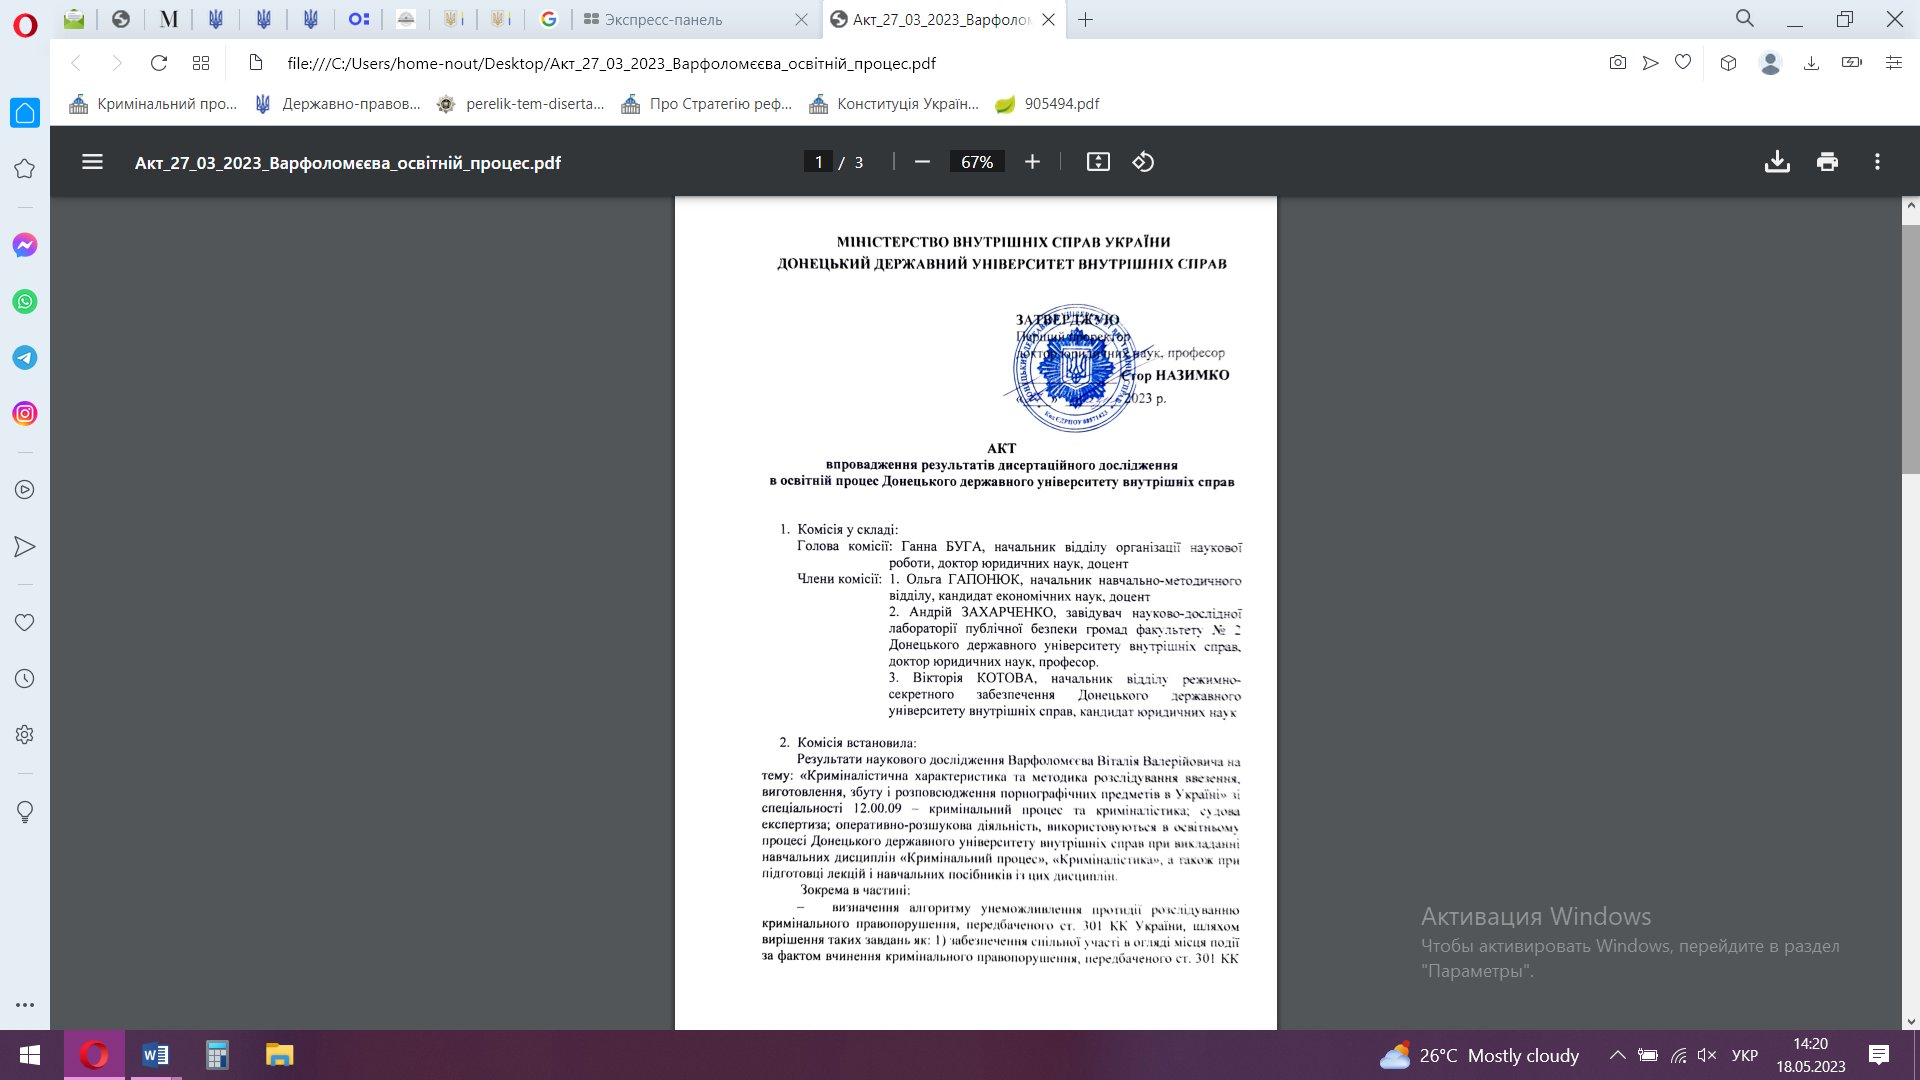 Экспресс-панель
Акт_27_03_2023_Варфолом
file:///C:/Users/home-nout/Desktop/Акт_27_03_2023_Варфоломєєва_освітній_процес.pdf
Кримінальний про...
Державно-правов...
perelik-tem-diserta...
Про Стратегію реф...
Конституція Україн...
905494.pdf
Акт_27_03_2023_Варфоломєєва_освітній_процес.pdf
1 / 3
67%
МІНІСТЕРСТВО ВНУТРІШНІХ СПРАВ УКРАЇНИ
ДОНЕЦЬКИЙ ДЕРЖАВНИЙ УНІВЕРСИТЕТ ВНУТРІШНІХ СПРАВ
ЗАТВЕРДЖУЮ
Перший проректор
доктор юридичних наук, професор
НАЗИМКО
2023 р.
АКТ
впровадження результатів дисертаційного дослідження
в освітній процес Донецького державного університету внутрішніх справ
1. Комісія у складі:
Голова комісії: Ганна БУГА, начальник відділу організації наукової
роботи, доктор юридичних наук, доцент
Члени комісії: 1. Ольга ГАПОНЮК, начальник навчально-методичного
відділу, кандидат економічних наук, доцент
2. Андрій ЗАХАРЧЕНКО, завідувач науково-дослідної
лабораторії публічної безпеки громад факультету № 2
Донецького державного університету внутрішніх справ,
доктор юридичних наук, професор.
3. Вікторія КОТОВА, начальник відділу режимно-
секретного забезпечення Донецького державного
університету внутрішніх справ, кандидат юридичних наук
2. Комісія встановила:
Результати наукового дослідження Варфоломєєва Віталія Валерійовича на
тему: «Криміналістична характеристика та методика розслідування ввезення,
виготовлення, збуту і розповсюдження порнографічних предметів в Україні» зі
спеціальності 12.00.09 – кримінальний процес та криміналістика; судова
експертиза; оперативно-розшукова діяльність, використовуються в освітньому
процесі Донецького державного університету внутрішніх справ при викладанні
навчальних дисциплін «Кримінальний процес», «Криміналістика», а також при
підготовці лекцій і навчальних посібників із цих дисциплін.
Зокрема в частині:
– визначення алгоритму унеможливлення протидії розслідуванню
кримінального правопорушення, передбаченого ст. 301 КК України, шляхом
вирішення таких завдань як: 1) забезпечення спільної участі в огляді місця події
за фактом вчинення кримінального правопорушення, передбаченого ст. 301 КК
Активация Windows
Чтобы активировать Windows, перейдите в раздел
"Параметры".
26°C Mostly cloudy
УКР
14:20
18.05.2023